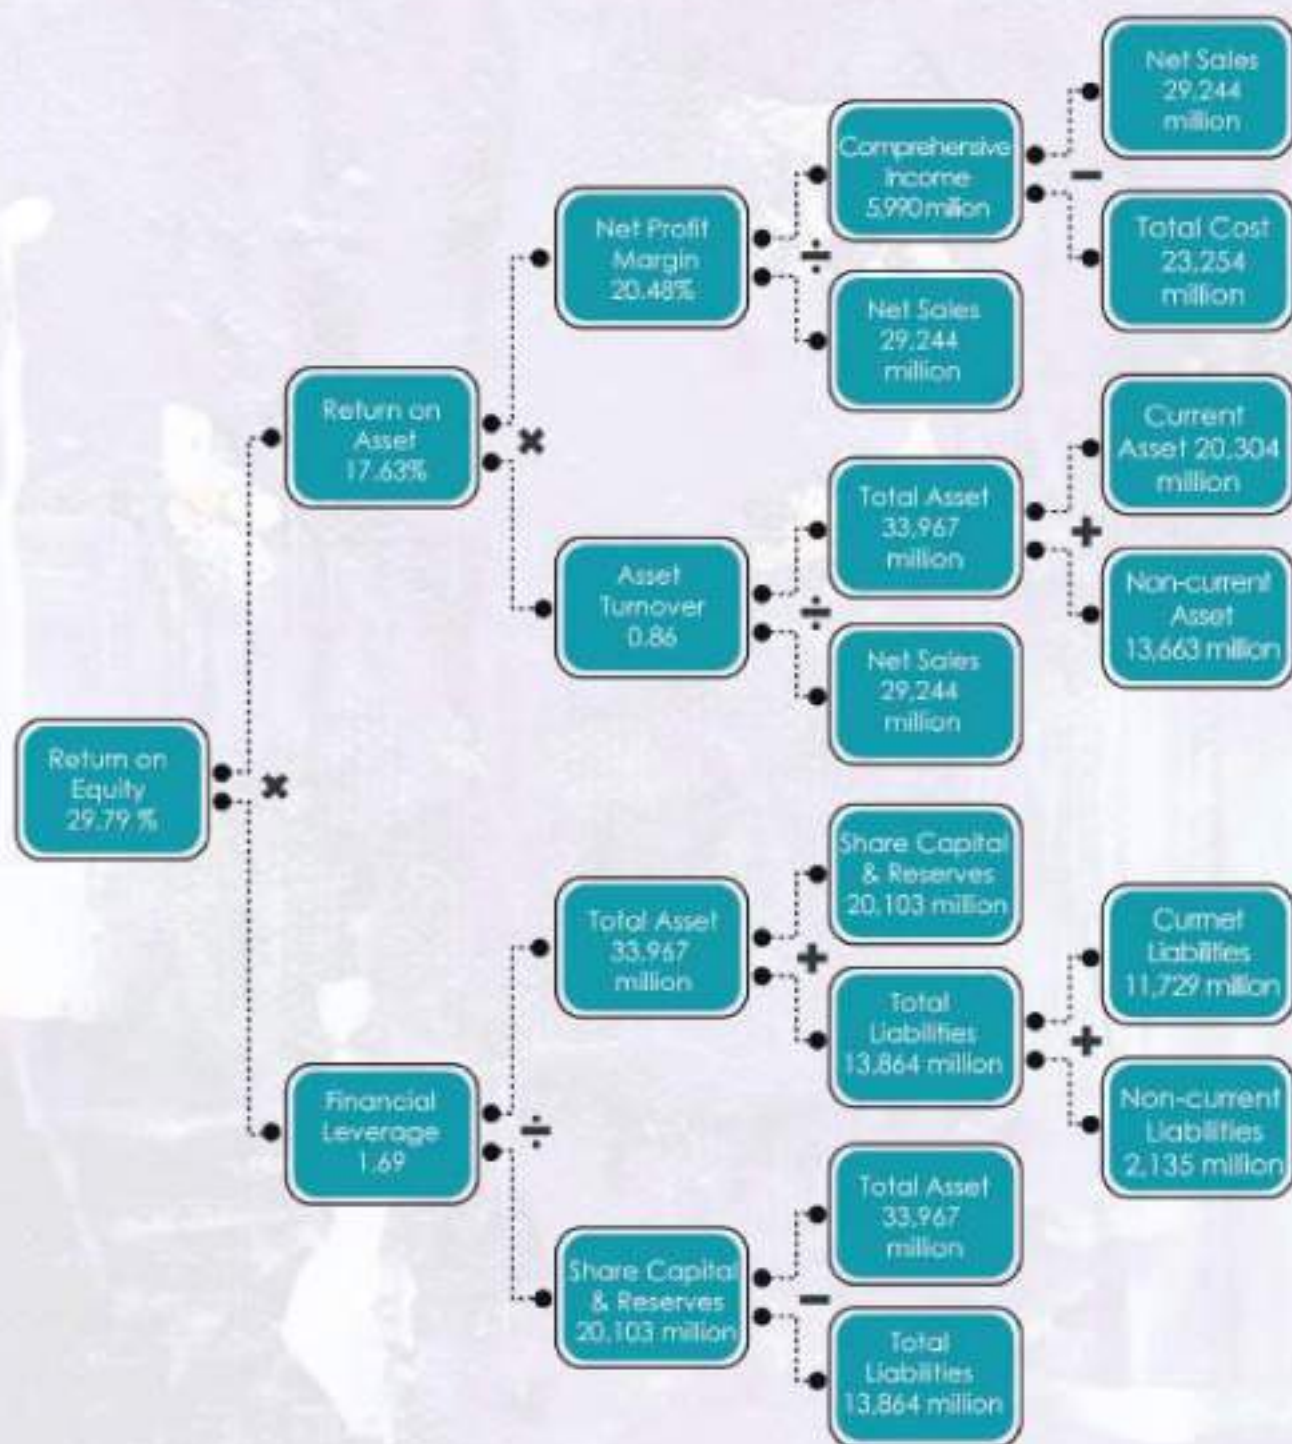 Net Sales
29,244
million
Comprehensive
Income
5,990 million
Total Cost
23,254
million
Net Profit
Margin
20.48%
Net Sales
29,244
million
Return on
Asset
17.63%
Current
Asset 20,304
million
Total Asset
33,967
million
Asset
Turnover
0.86
Non-current
Asset
13,663 million
Net Sales
29,244
million
Return on
Equity
29.79 %
Share Capital
& Reserves
20,103 million
Total Asset
33,967
million
Currnet
Liabilities
11,729 million
Total
Liabilities
13,864 million
Financial
Leverage
1.69
Non-current
Liabilities
2,135 million
Total Asset
33,967
million
Share Capital
& Reserves
20,103 million
Total
Liabilities
13,864 million